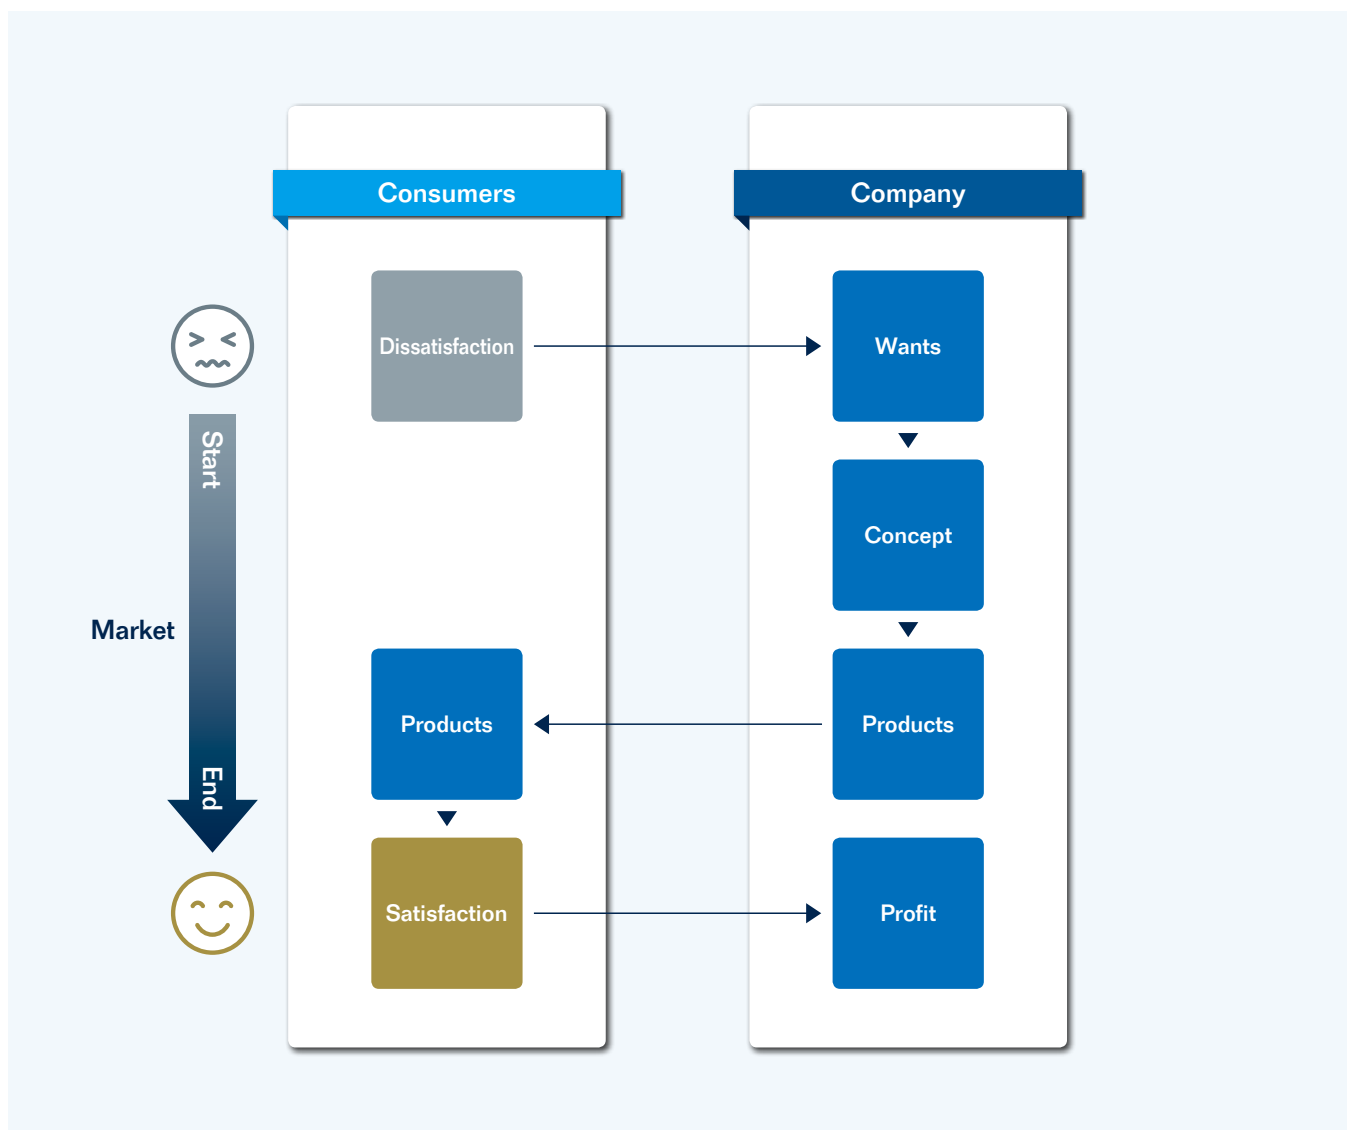 Consumers
Company
Dissatisfaction
Wants
Start
Concept
Market
Products
Products
End
Satisfaction
Profit